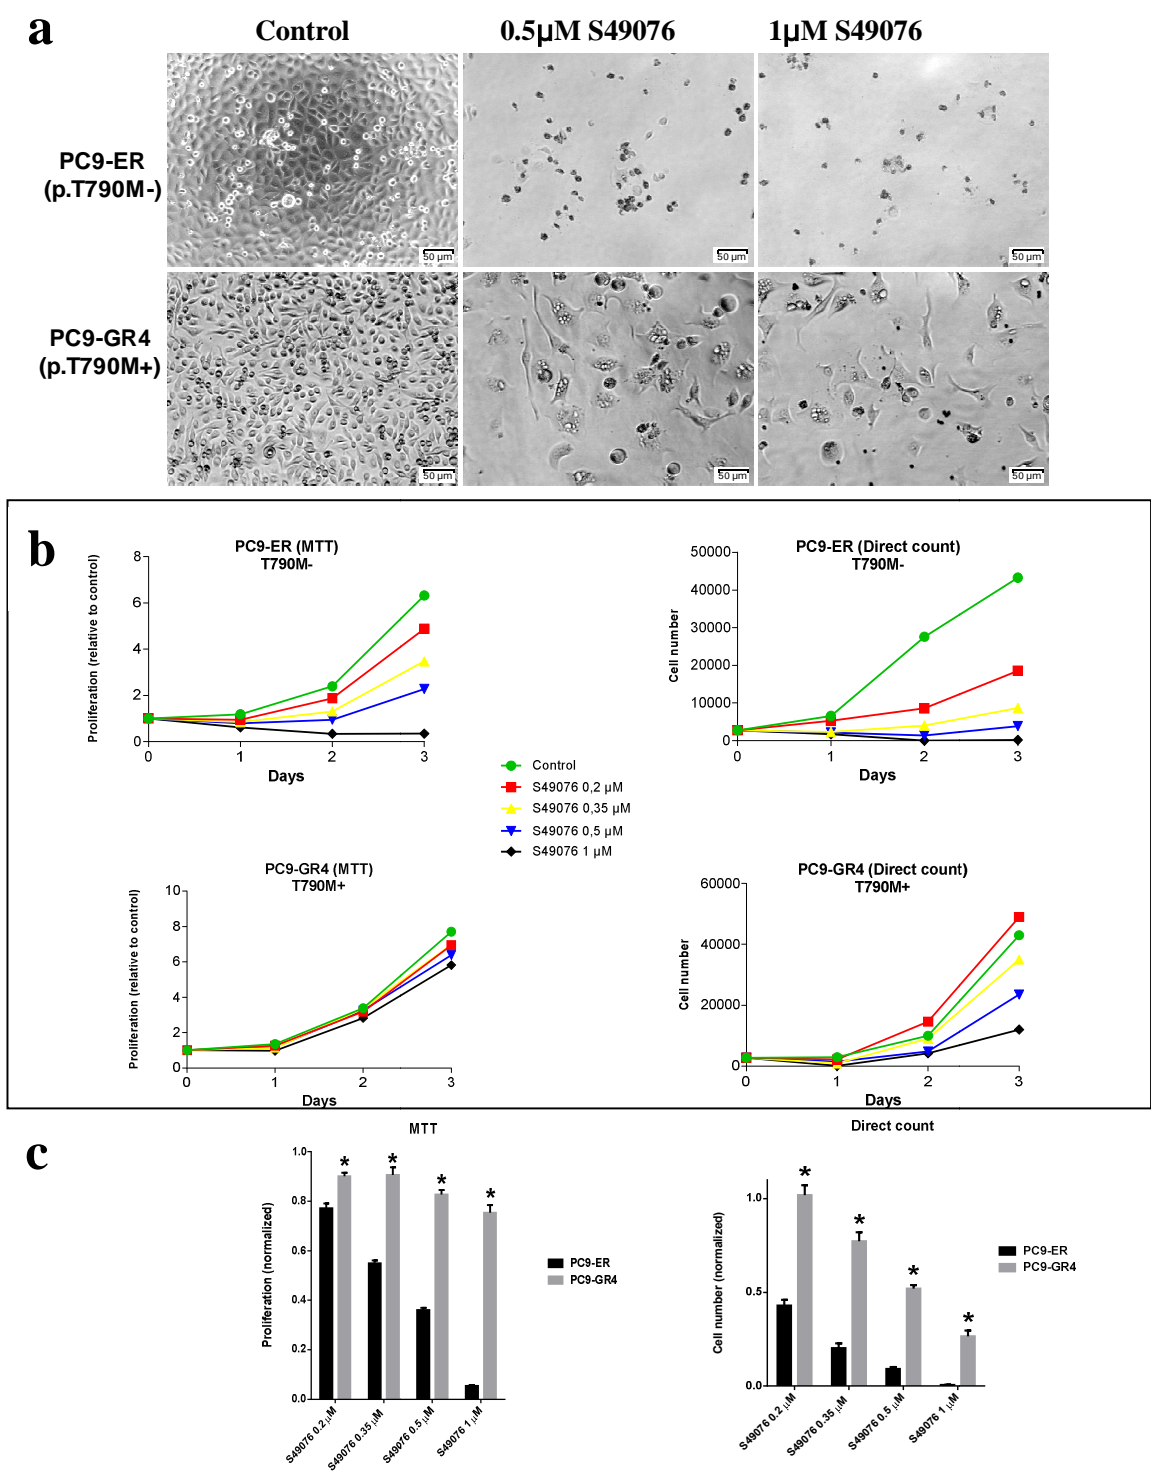 a
Control
0.5µM S49076
1µM S49076
PC9-ER
(p.T790M-)
50 µm
50 µm
50 µm
PC9-GR4
(p.T790M+)
50 µm
50 µm
50 µm
b
PC9-ER (MTT)
T790M-
Proliferation (relative to control)
8
6
4
2
0
0 1 2 3
Days
PC9-ER (Direct count)
T790M-
Cell number
50000
40000
30000
20000
10000
0
0 1 2 3
Days
Control
S49076 0,2 µM
S49076 0,35 µM
S49076 0,5 µM
S49076 1 µM
PC9-GR4 (MTT)
T790M+
Proliferation (relative to control)
10
8
6
4
2
0
0 1 2 3
Days
PC9-GR4 (Direct count)
T790M+
Cell number
60000
40000
20000
0
0 1 2 3
Days
c
MTT
Proliferation (normalized)
1.0
0.8
0.6
0.4
0.2
0.0
* * * *
S49076 0.2 µM
S49076 0.35 µM
S49076 0.5 µM
S49076 1 µM
PC9-ER
PC9-GR4
Direct count
Cell number (normalized)
1.0
0.5
0.0
* * * *
S49076 0.2 µM
S49076 0.35 µM
S49076 0.5 µM
S49076 1 µM
PC9-ER
PC9-GR4